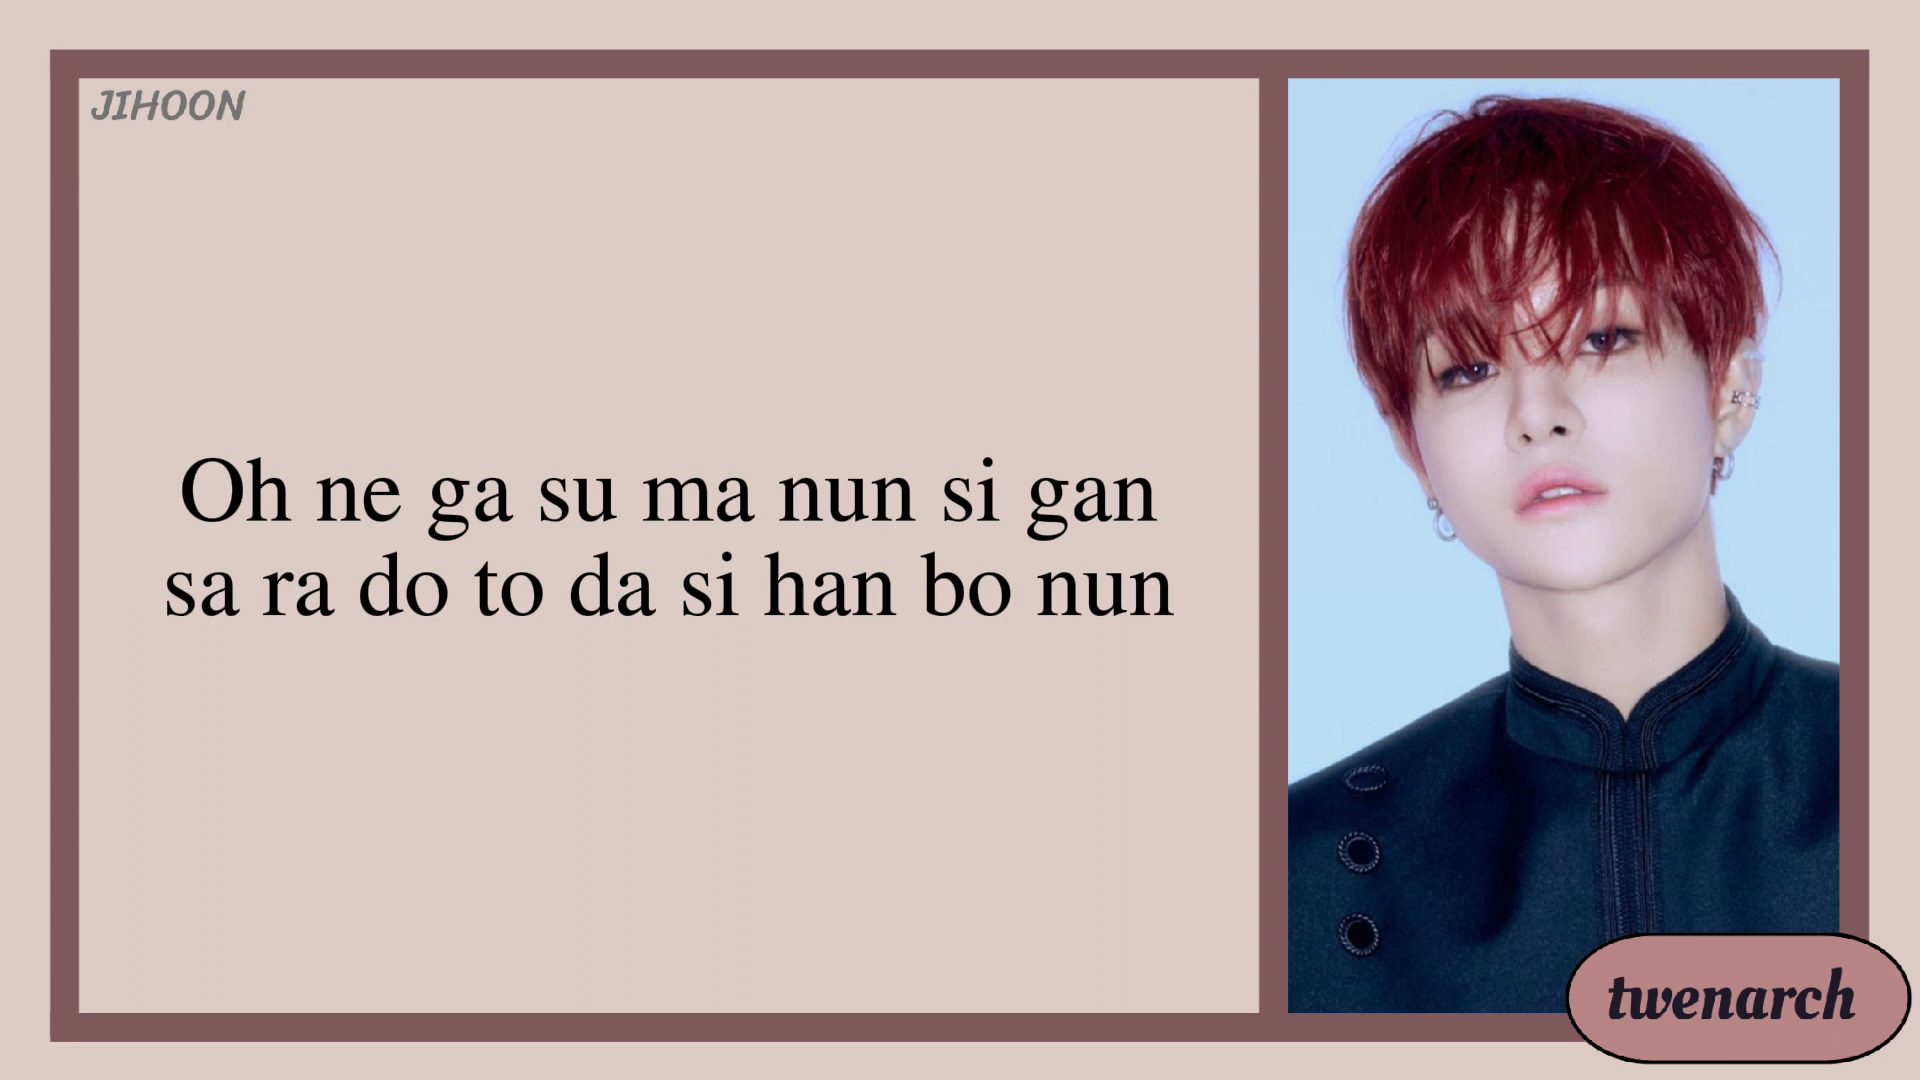 JIHOON
Oh ne ga su ma nun si gan
sa ra do to da si han bo nun
twenarch